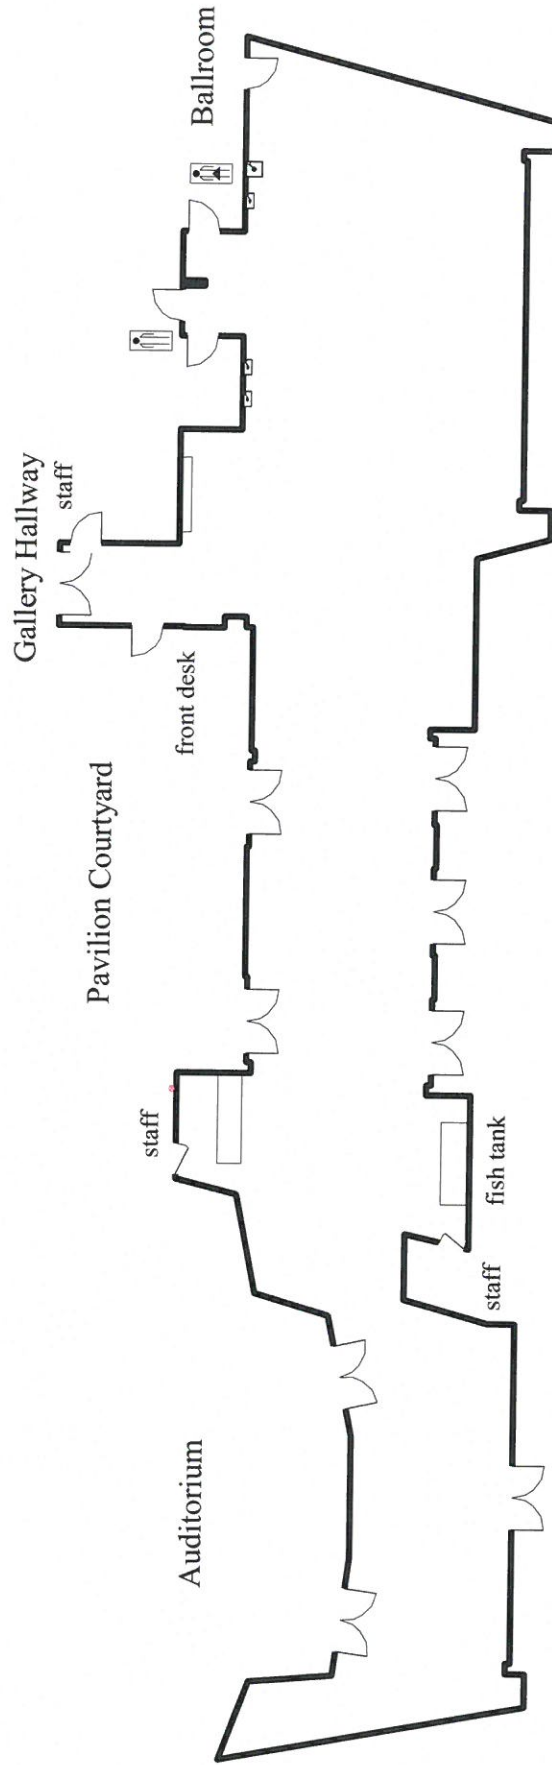 Gallery Hallway
staff
Pavilion Courtyard
staff
front desk
Auditorium
Ballroom
staff
fish tank